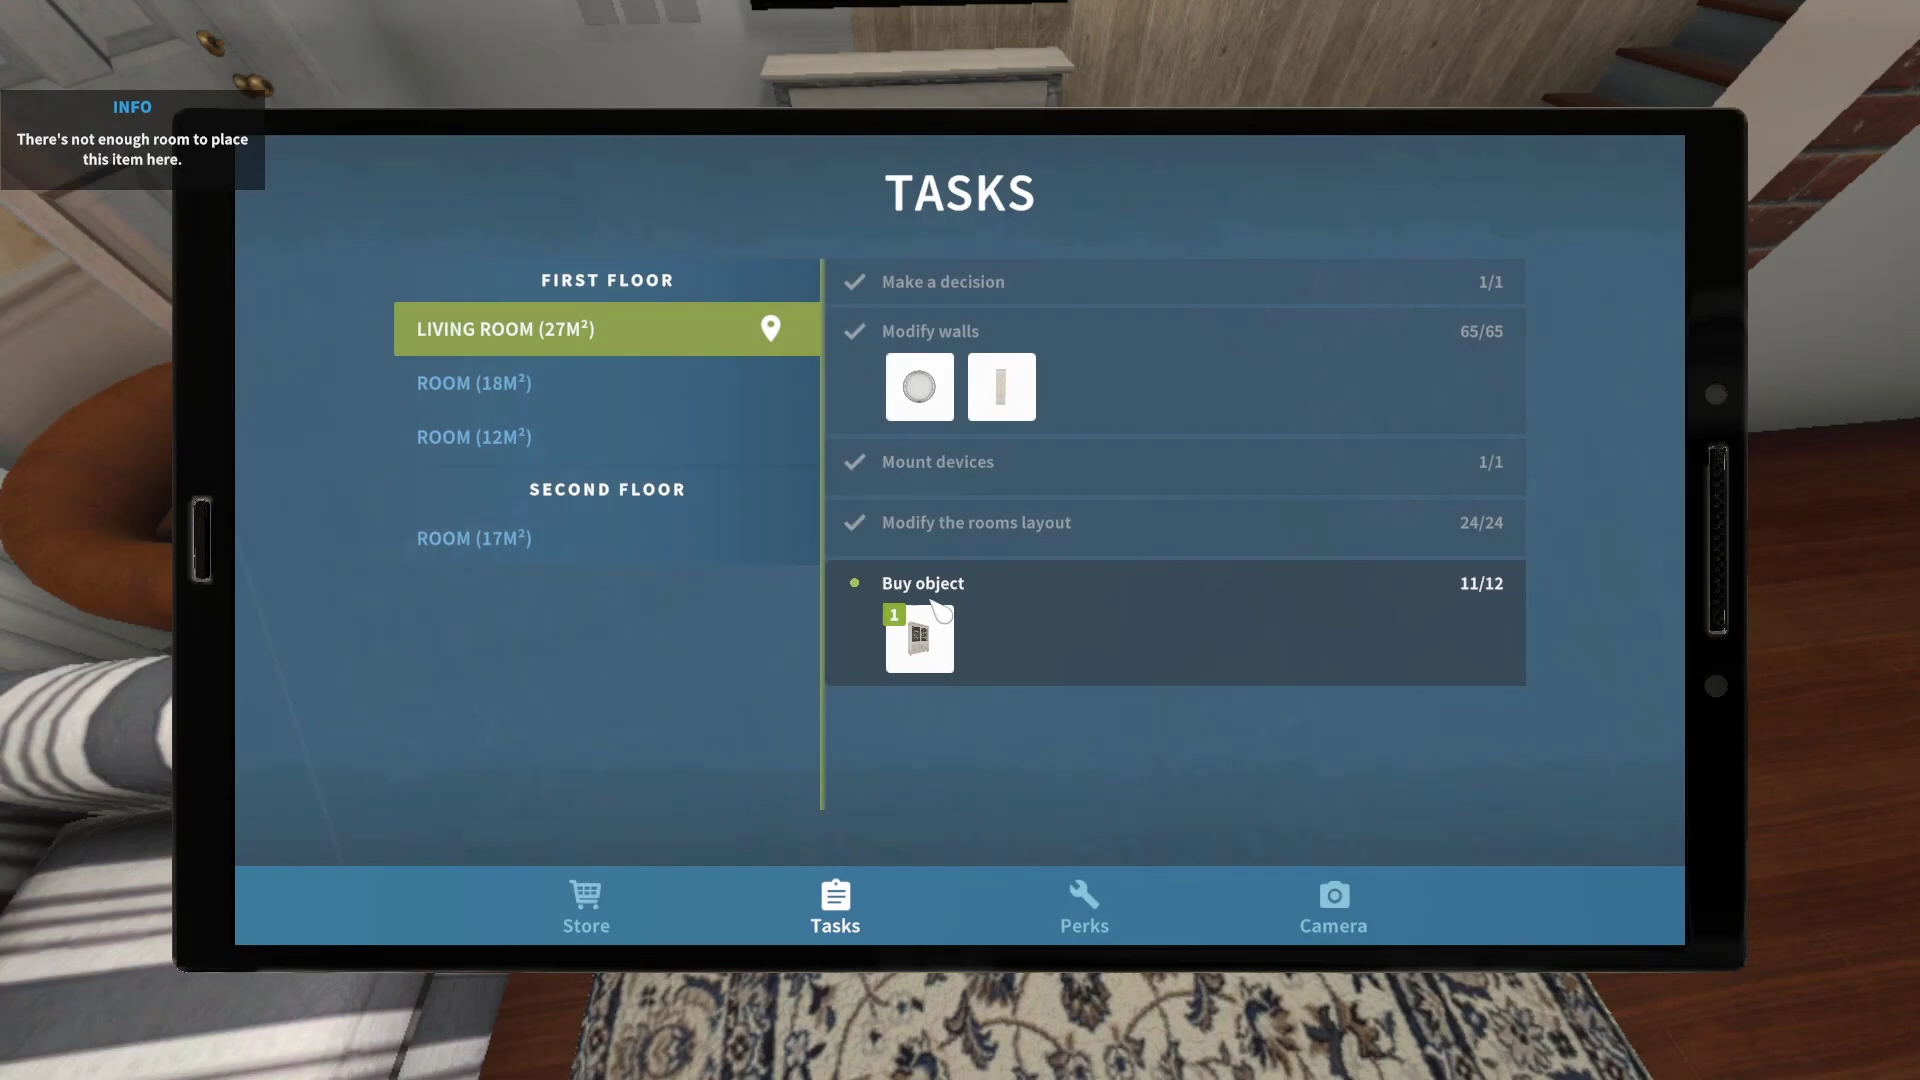 INFO
There's not enough room to place
this item here.
TASKS
FIRST FLOOR
LIVING ROOM (27M²)
ROOM (18M²)
ROOM (12M²)
SECOND FLOOR
ROOM (17M²)
Make a decision 1/1
Modify walls 65/65
Mount devices 1/1
Modify the rooms layout 24/24
Buy object 11/12
1
Store
Tasks
Perks
Camera